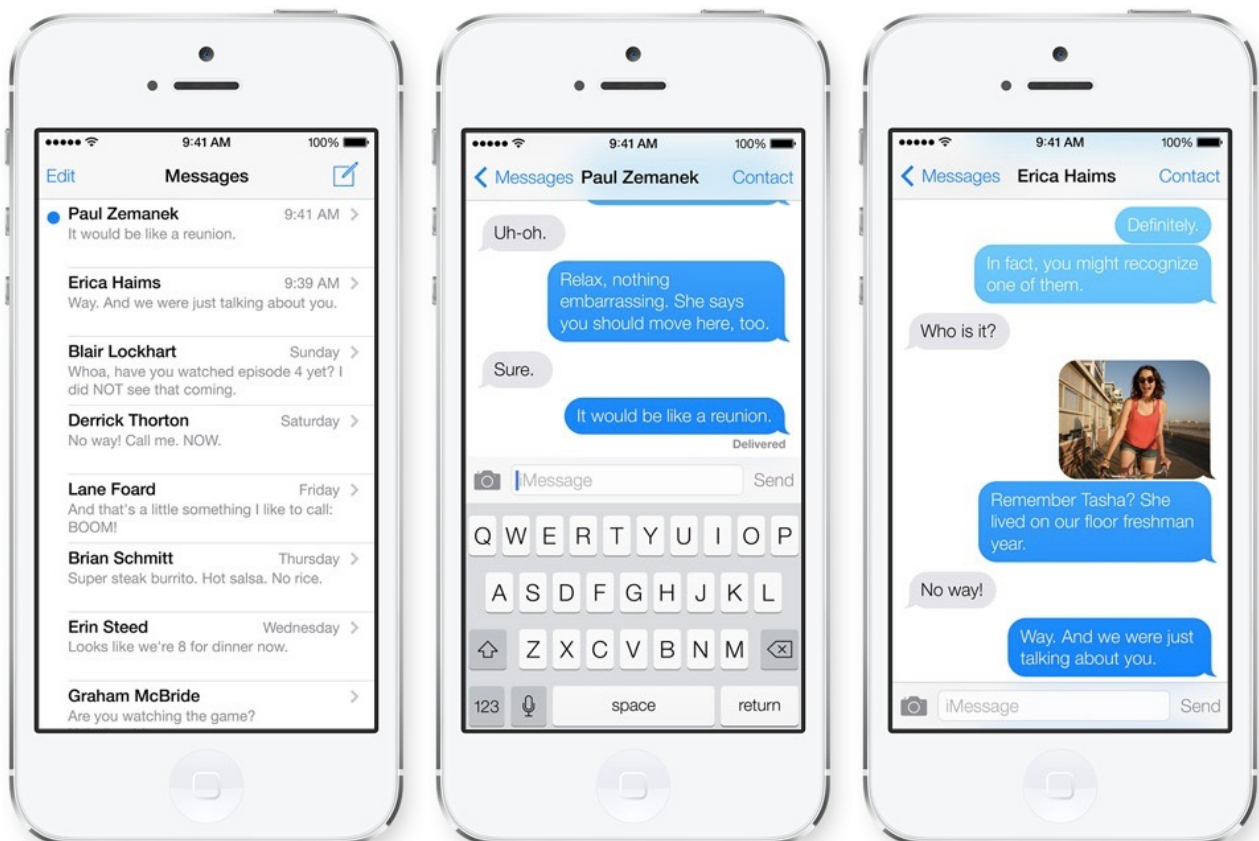 9:41 AM 100%
Edit Messages
Paul Zemanek 9:41 AM
It would be like a reunion.
Erica Haims 9:39 AM
Way. And we were just talking about you.
Blair Lockhart Sunday
Whoa, have you watched episode 4 yet? I
did NOT see that coming.
Derrick Thorton Saturday
No way! Call me. NOW.
Lane Foard Friday
And that's a little something I like to call:
BOOM!
Brian Schmitt Thursday
Super steak burrito. Hot salsa. No rice.
Erin Steed Wednesday
Looks like we're 8 for dinner now.
Graham McBride
Are you watching the game?
9:41 AM 100%
Messages Paul Zemanek Contact
Uh-oh.
Relax, nothing
embarrassing. She says
you should move here, too.
Sure.
It would be like a reunion.
Delivered
iMessage Send
Q W E R T Y U I O P
A S D F G H J K L
Z X C V B N M
123 space return
9:41 AM 100%
Messages Erica Haims Contact
Definitely.
In fact, you might recognize
one of them.
Who is it?
Remember Tasha? She
lived on our floor freshman
year.
No way!
Way. And we were just
talking about you.
iMessage Send